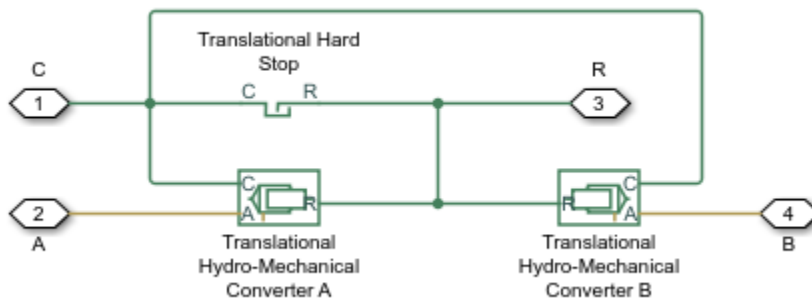 Translational Hard
Stop
C
R
C
R
1
3
C
C
R
R
2
A
A
4
A
B
Translational
Hydro-Mechanical
Converter A
Translational
Hydro-Mechanical
Converter B